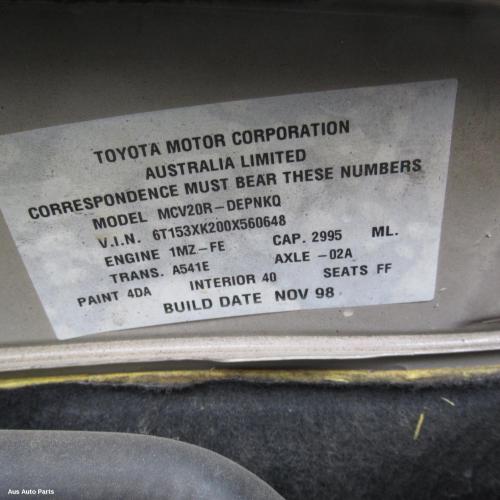 TOYOTA MOTOR CORPORATION
AUSTRALIA LIMITED
CORRESPONDENCE MUST BEAR THESE NUMBERS
MODEL MCV20R-DEPNKQ
V.I.N. 6T153XK200X560648
ENGINE 1MZ-FE CAP. 2995 ML.
TRANS. A541E AXLE -02A
PAINT 4DA INTERIOR 40 SEATS FF
BUILD DATE NOV 98
Aus Auto Parts